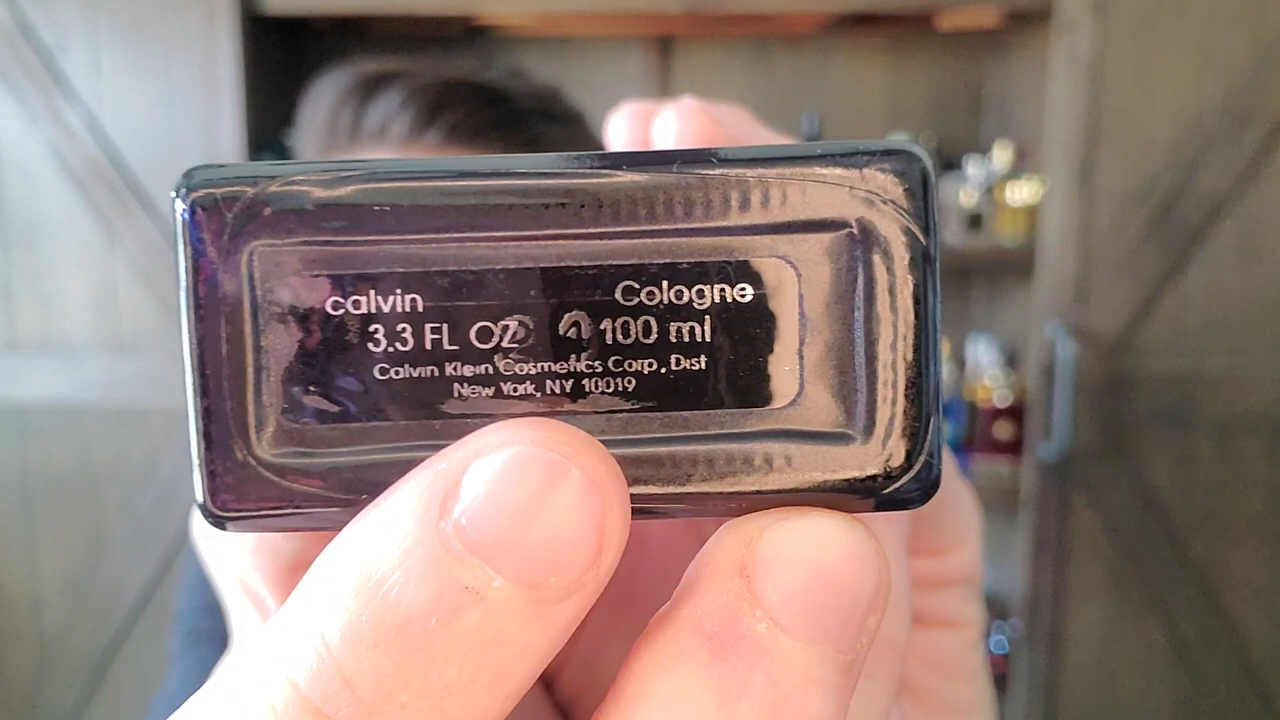 calvin Cologne
3.3 FL OZ 100 ml
Calvin Klein Cosmetics Corp. Dist
New York, NY 10019